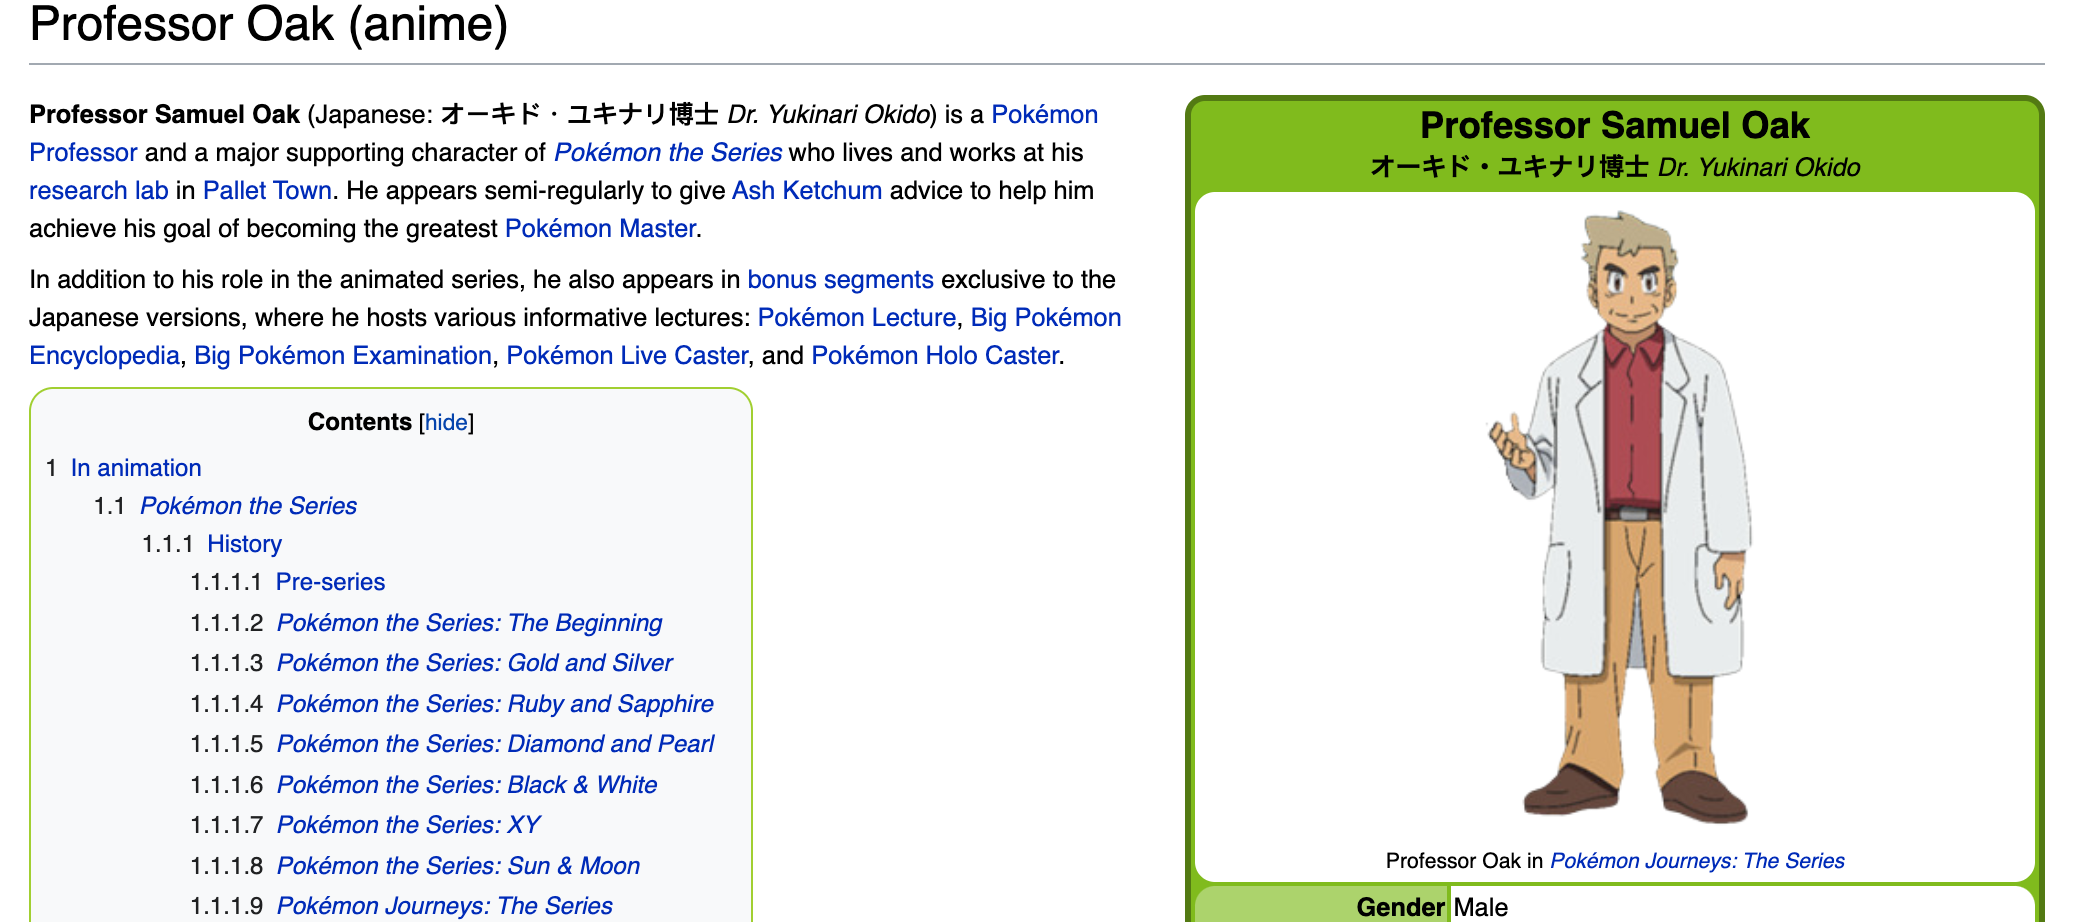 Professor Oak (anime)
Professor Samuel Oak (Japanese: オーキド・ユキナリ博士 Dr. Yukinari Okido) is a Pokémon
Professor and a major supporting character of Pokémon the Series who lives and works at his
research lab in Pallet Town. He appears semi-regularly to give Ash Ketchum advice to help him
achieve his goal of becoming the greatest Pokémon Master.
In addition to his role in the animated series, he also appears in bonus segments exclusive to the
Japanese versions, where he hosts various informative lectures: Pokémon Lecture, Big Pokémon
Encyclopedia, Big Pokémon Examination, Pokémon Live Caster, and Pokémon Holo Caster.
Contents [hide]
1 In animation
1.1 Pokémon the Series
1.1.1 History
1.1.1.1 Pre-series
1.1.1.2 Pokémon the Series: The Beginning
1.1.1.3 Pokémon the Series: Gold and Silver
1.1.1.4 Pokémon the Series: Ruby and Sapphire
1.1.1.5 Pokémon the Series: Diamond and Pearl
1.1.1.6 Pokémon the Series: Black & White
1.1.1.7 Pokémon the Series: XY
1.1.1.8 Pokémon the Series: Sun & Moon
1.1.1.9 Pokémon Journeys: The Series
Professor Samuel Oak
オーキド・ユキナリ博士 Dr. Yukinari Okido
Professor Oak in Pokémon Journeys: The Series
Gender Male